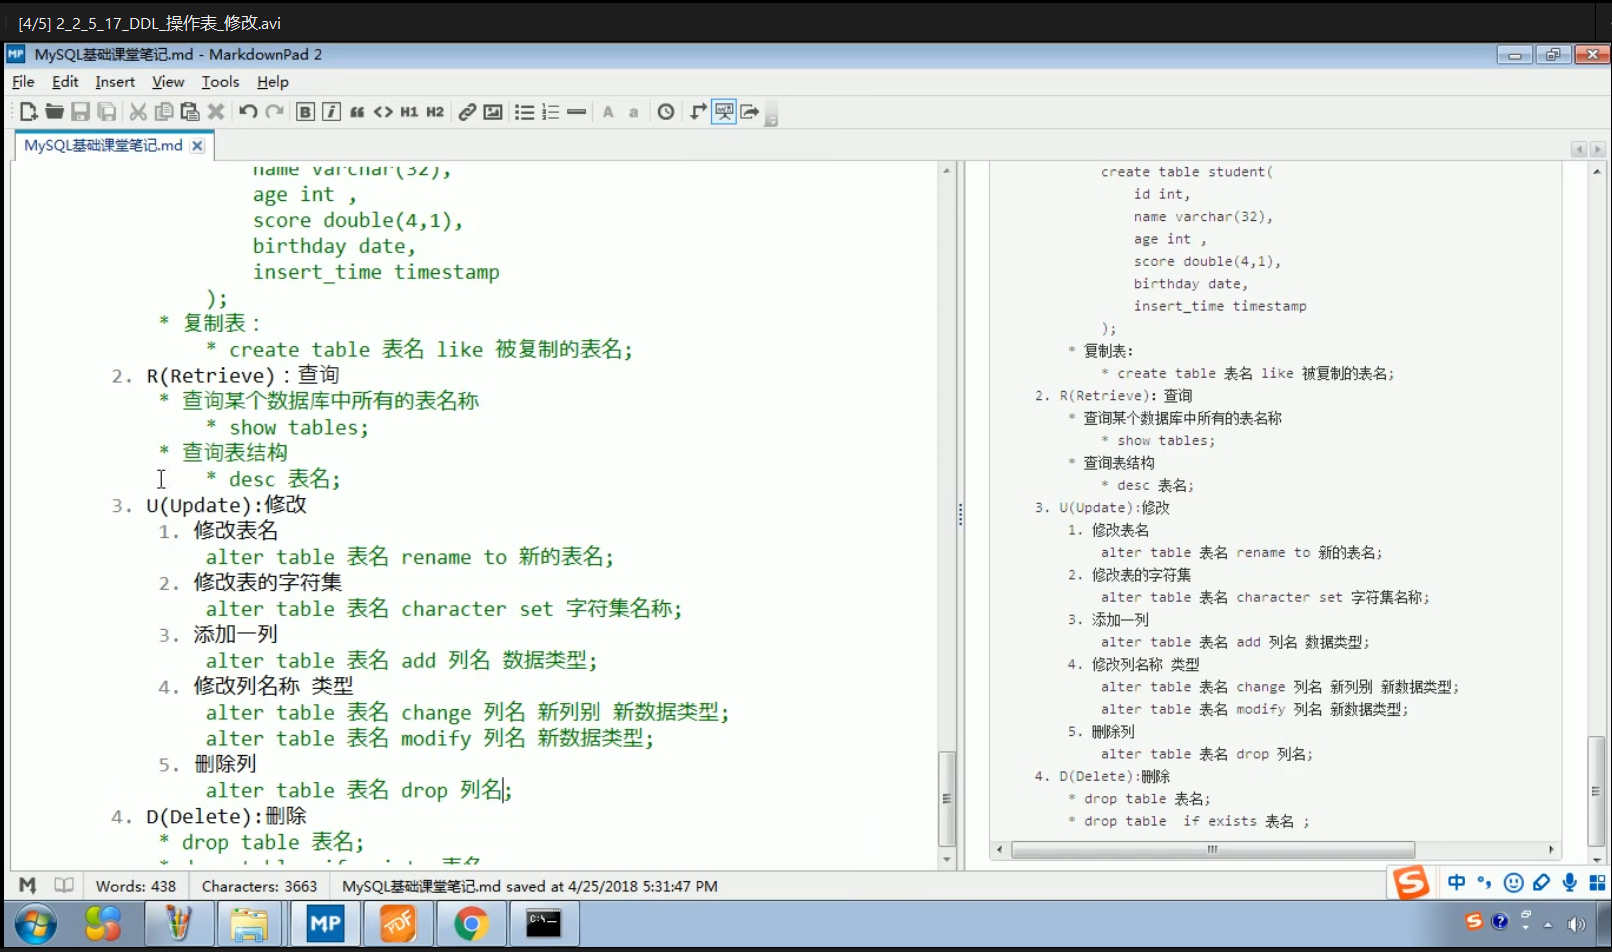 [4/5] 2_2_5_17_DDL_操作表_修改.avi
MySQL基础课堂笔记.md - MarkdownPad 2
File Edit Insert View Tools Help
B i “ <> H1 H2 A a
MySQL基础课堂笔记.md
name varchar(32),
age int ,
score double(4,1),
birthday date,
insert_time timestamp
);
* 复制表：
* create table 表名 like 被复制的表名;
2. R(Retrieve)：查询
* 查询某个数据库中所有的表名称
* show tables;
* 查询表结构
* desc 表名;
3. U(Update):修改
1. 修改表名
alter table 表名 rename to 新的表名;
2. 修改表的字符集
alter table 表名 character set 字符集名称;
3. 添加一列
alter table 表名 add 列名 数据类型;
4. 修改列名称 类型
alter table 表名 change 列名 新列别 新数据类型;
alter table 表名 modify 列名 新数据类型;
5. 删除列
alter table 表名 drop 列名;
4. D(Delete):删除
* drop table 表名;
create table student(
id int,
name varchar(32),
age int ,
score double(4,1),
birthday date,
insert_time timestamp
);
* 复制表：
* create table 表名 like 被复制的表名;
2. R(Retrieve)：查询
* 查询某个数据库中所有的表名称
* show tables;
* 查询表结构
* desc 表名;
3. U(Update):修改
1. 修改表名
alter table 表名 rename to 新的表名;
2. 修改表的字符集
alter table 表名 character set 字符集名称;
3. 添加一列
alter table 表名 add 列名 数据类型;
4. 修改列名称 类型
alter table 表名 change 列名 新列别 新数据类型;
alter table 表名 modify 列名 新数据类型;
5. 删除列
alter table 表名 drop 列名;
4. D(Delete):删除
* drop table 表名;
* drop table  if exists 表名 ;
Words: 438 Characters: 3663 MySQL基础课堂笔记.md saved at 4/25/2018 5:31:47 PM
S 中
MP PDF C:\ S ?